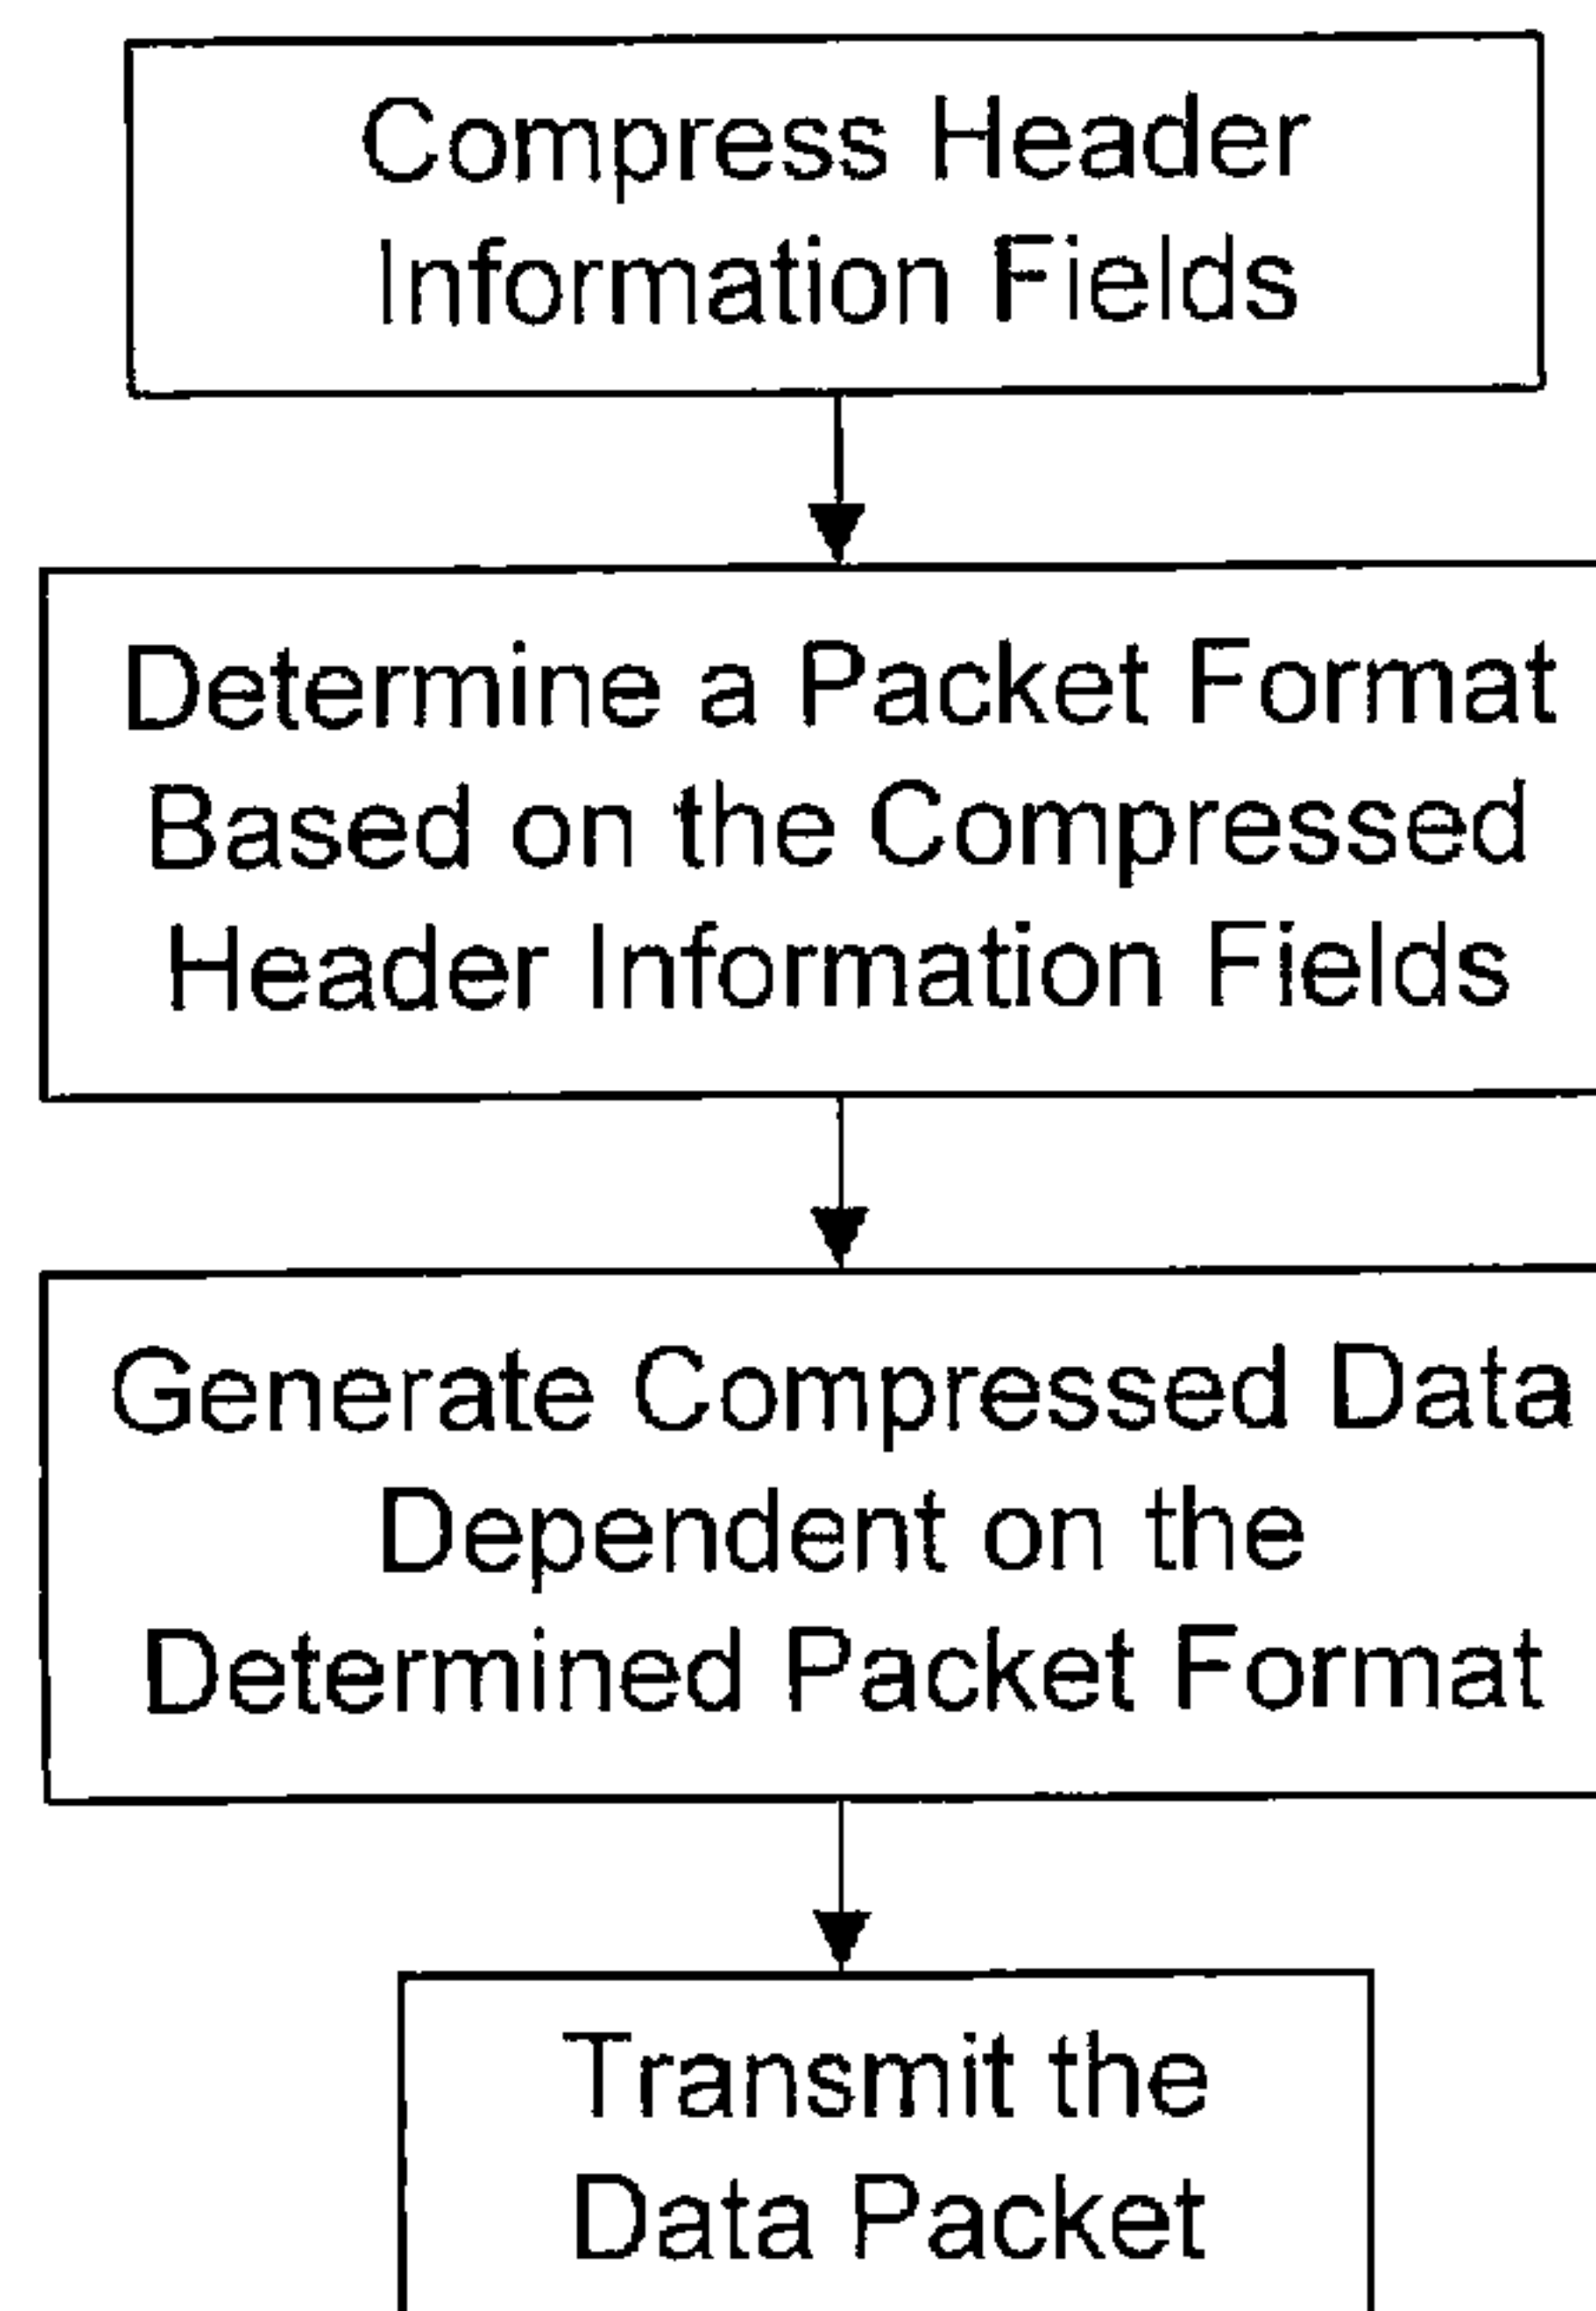 Compress Header
Information Fields
Determine a Packet Format
Based on the Compressed
Header Information Fields
Generate Compressed Data
Dependent on the
Determined Packet Format
Transmit the
Data Packet